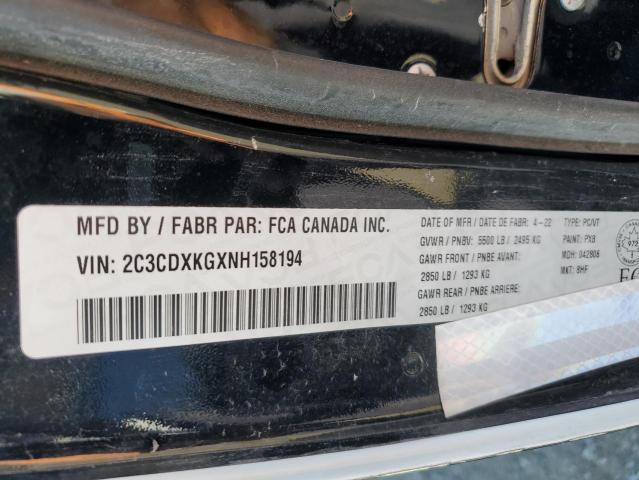 MFD BY / FABR PAR: FCA CANADA INC.
VIN: 2C3CDXKGXNH158194
DATE OF MFR / DATE DE FABR: 4-22 TYPE: PC/VT
GVWR / PNBV: 5500 LB / 2495 KG PAINT: PX8
GAWR FRONT / PNBE AVANT: MDH: 042806
2850 LB / 1293 KG MKT: BHF
GAWR REAR / PNBE ARRIERE:
2850 LB / 1293 KG